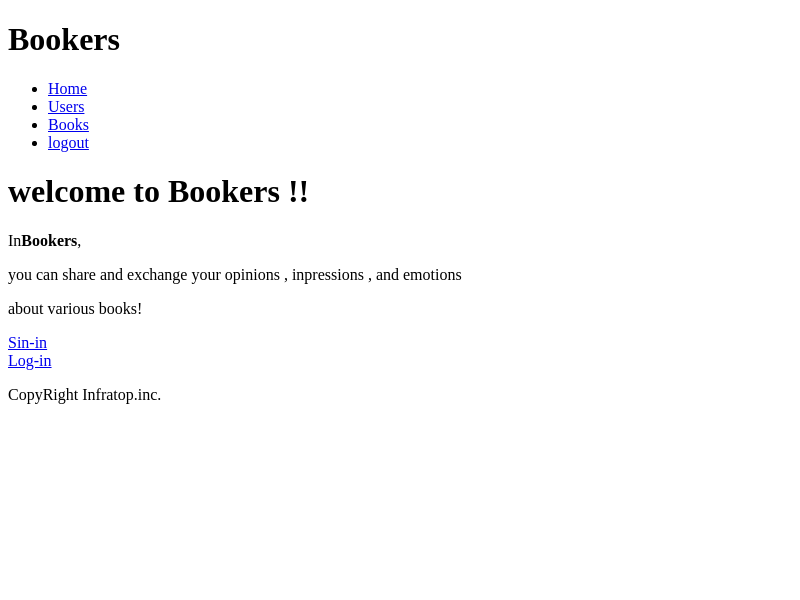 Bookers
Home
Users
Books
logout
welcome to Bookers !!
InBookers,
you can share and exchange your opinions , inpressions , and emotions
about various books!
Sin-in
Log-in
CopyRight Infratop.inc.